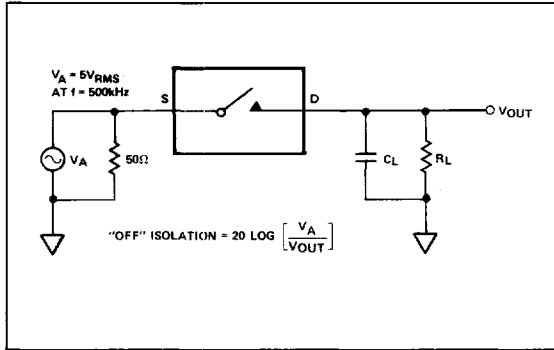 V_A = 5V_RMS
AT f = 500kHz
S
D
V_OUT
V_A
50Ω
C_L
R_L
"OFF" ISOLATION = 20 LOG [V_A / V_OUT]